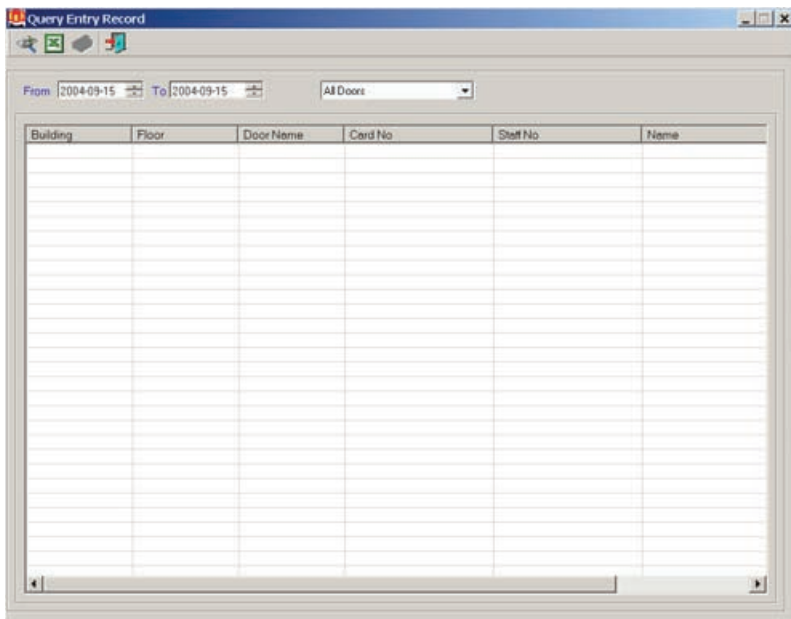 Query Entry Record
From 2004-09-15 To 2004-09-15 All Doors
Building Floor Door Name Card No Staff No Name